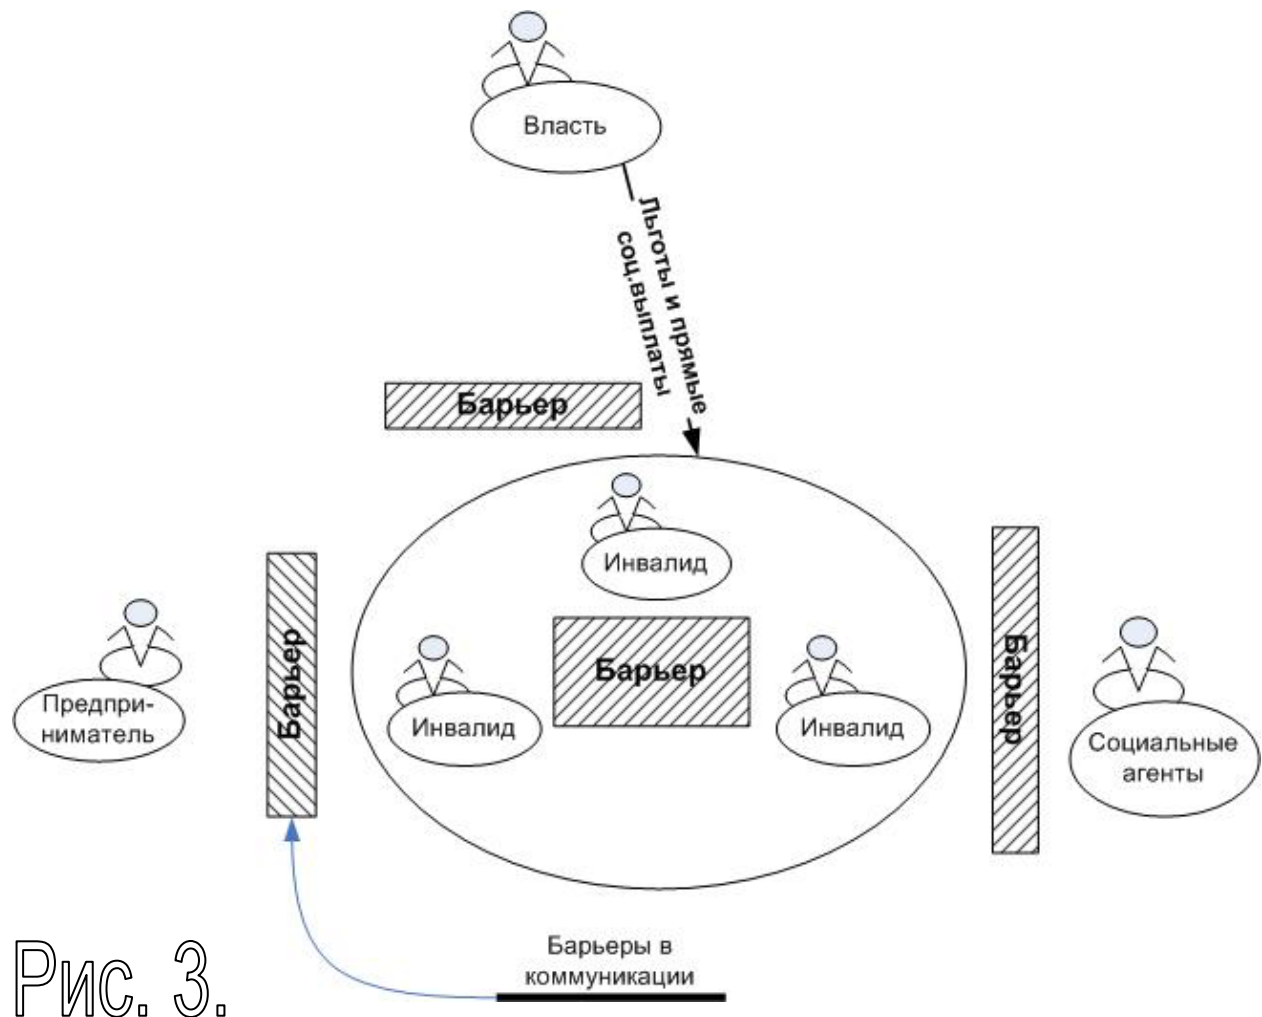 Власть
Льготы и прямые
соц.выплаты
Барьер
Инвалид
Барьер
Барьер
Барьер
Предпри-
ниматель
Инвалид
Инвалид
Социальные
агенты
Барьеры в
коммуникации
Рис. 3.